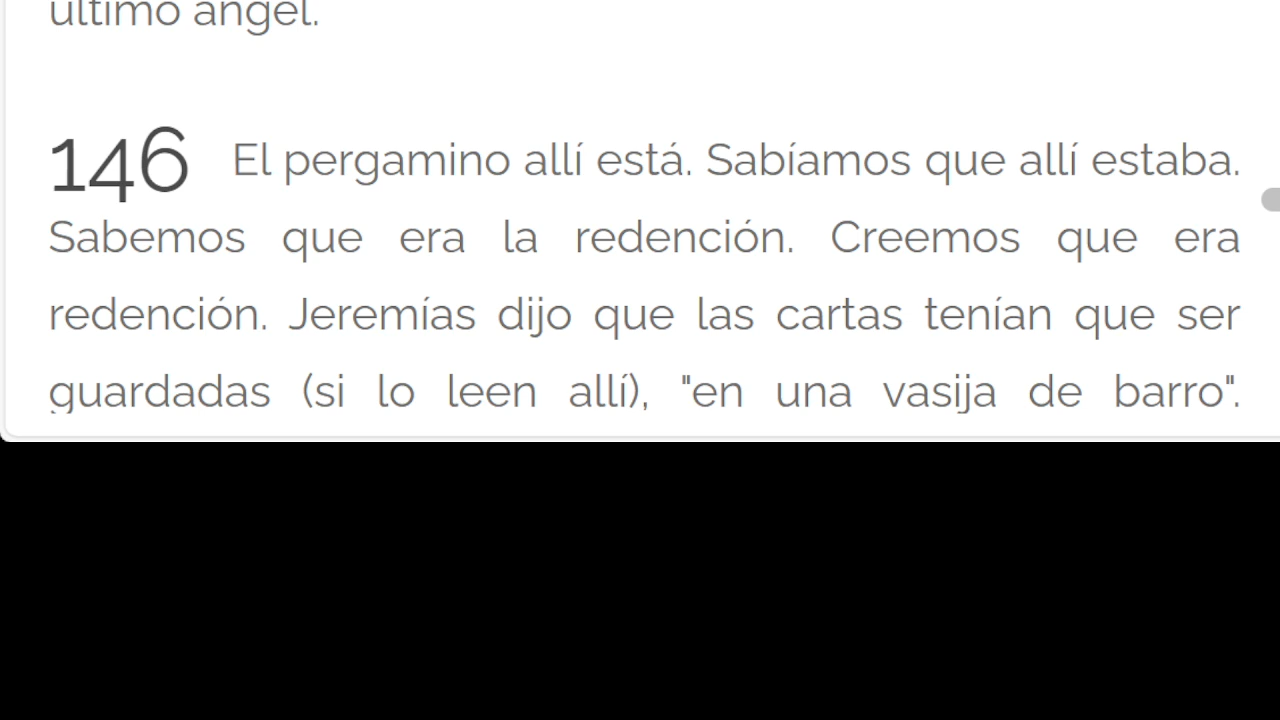 último ángel.
146 El pergamino allí está. Sabíamos que allí estaba.
Sabemos que era la redención. Creemos que era
redención. Jeremías dijo que las cartas tenían que ser
guardadas (si lo leen allí), "en una vasija de barro".